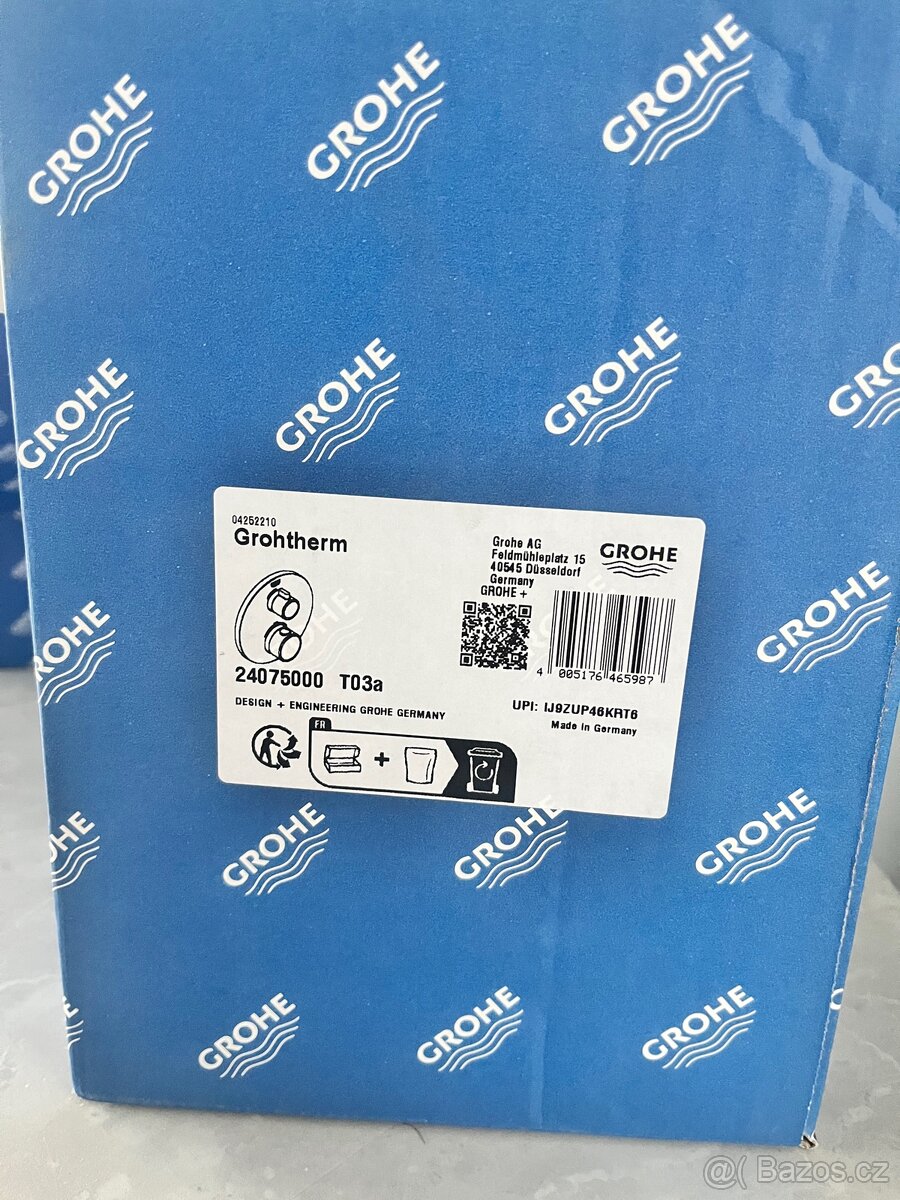 GROHE
GROHE
GROHE
GROHE
GROHE
GROHE
GROHE
04252210
Grohtherm
Grohe AG
Feldmühleplatz 15
40545 Düsseldorf
Germany
GROHE +
GROHE
GROHE
GROHE
24075000 T03a
4 005176 465987
DESIGN + ENGINEERING GROHE GERMANY
UPI: IJ9ZUP46KRT6
Made in Germany
FR
+
GROHE
GROHE
GROHE
GROHE
GROHE
GROHE
GROHE
@( Bazos.cz